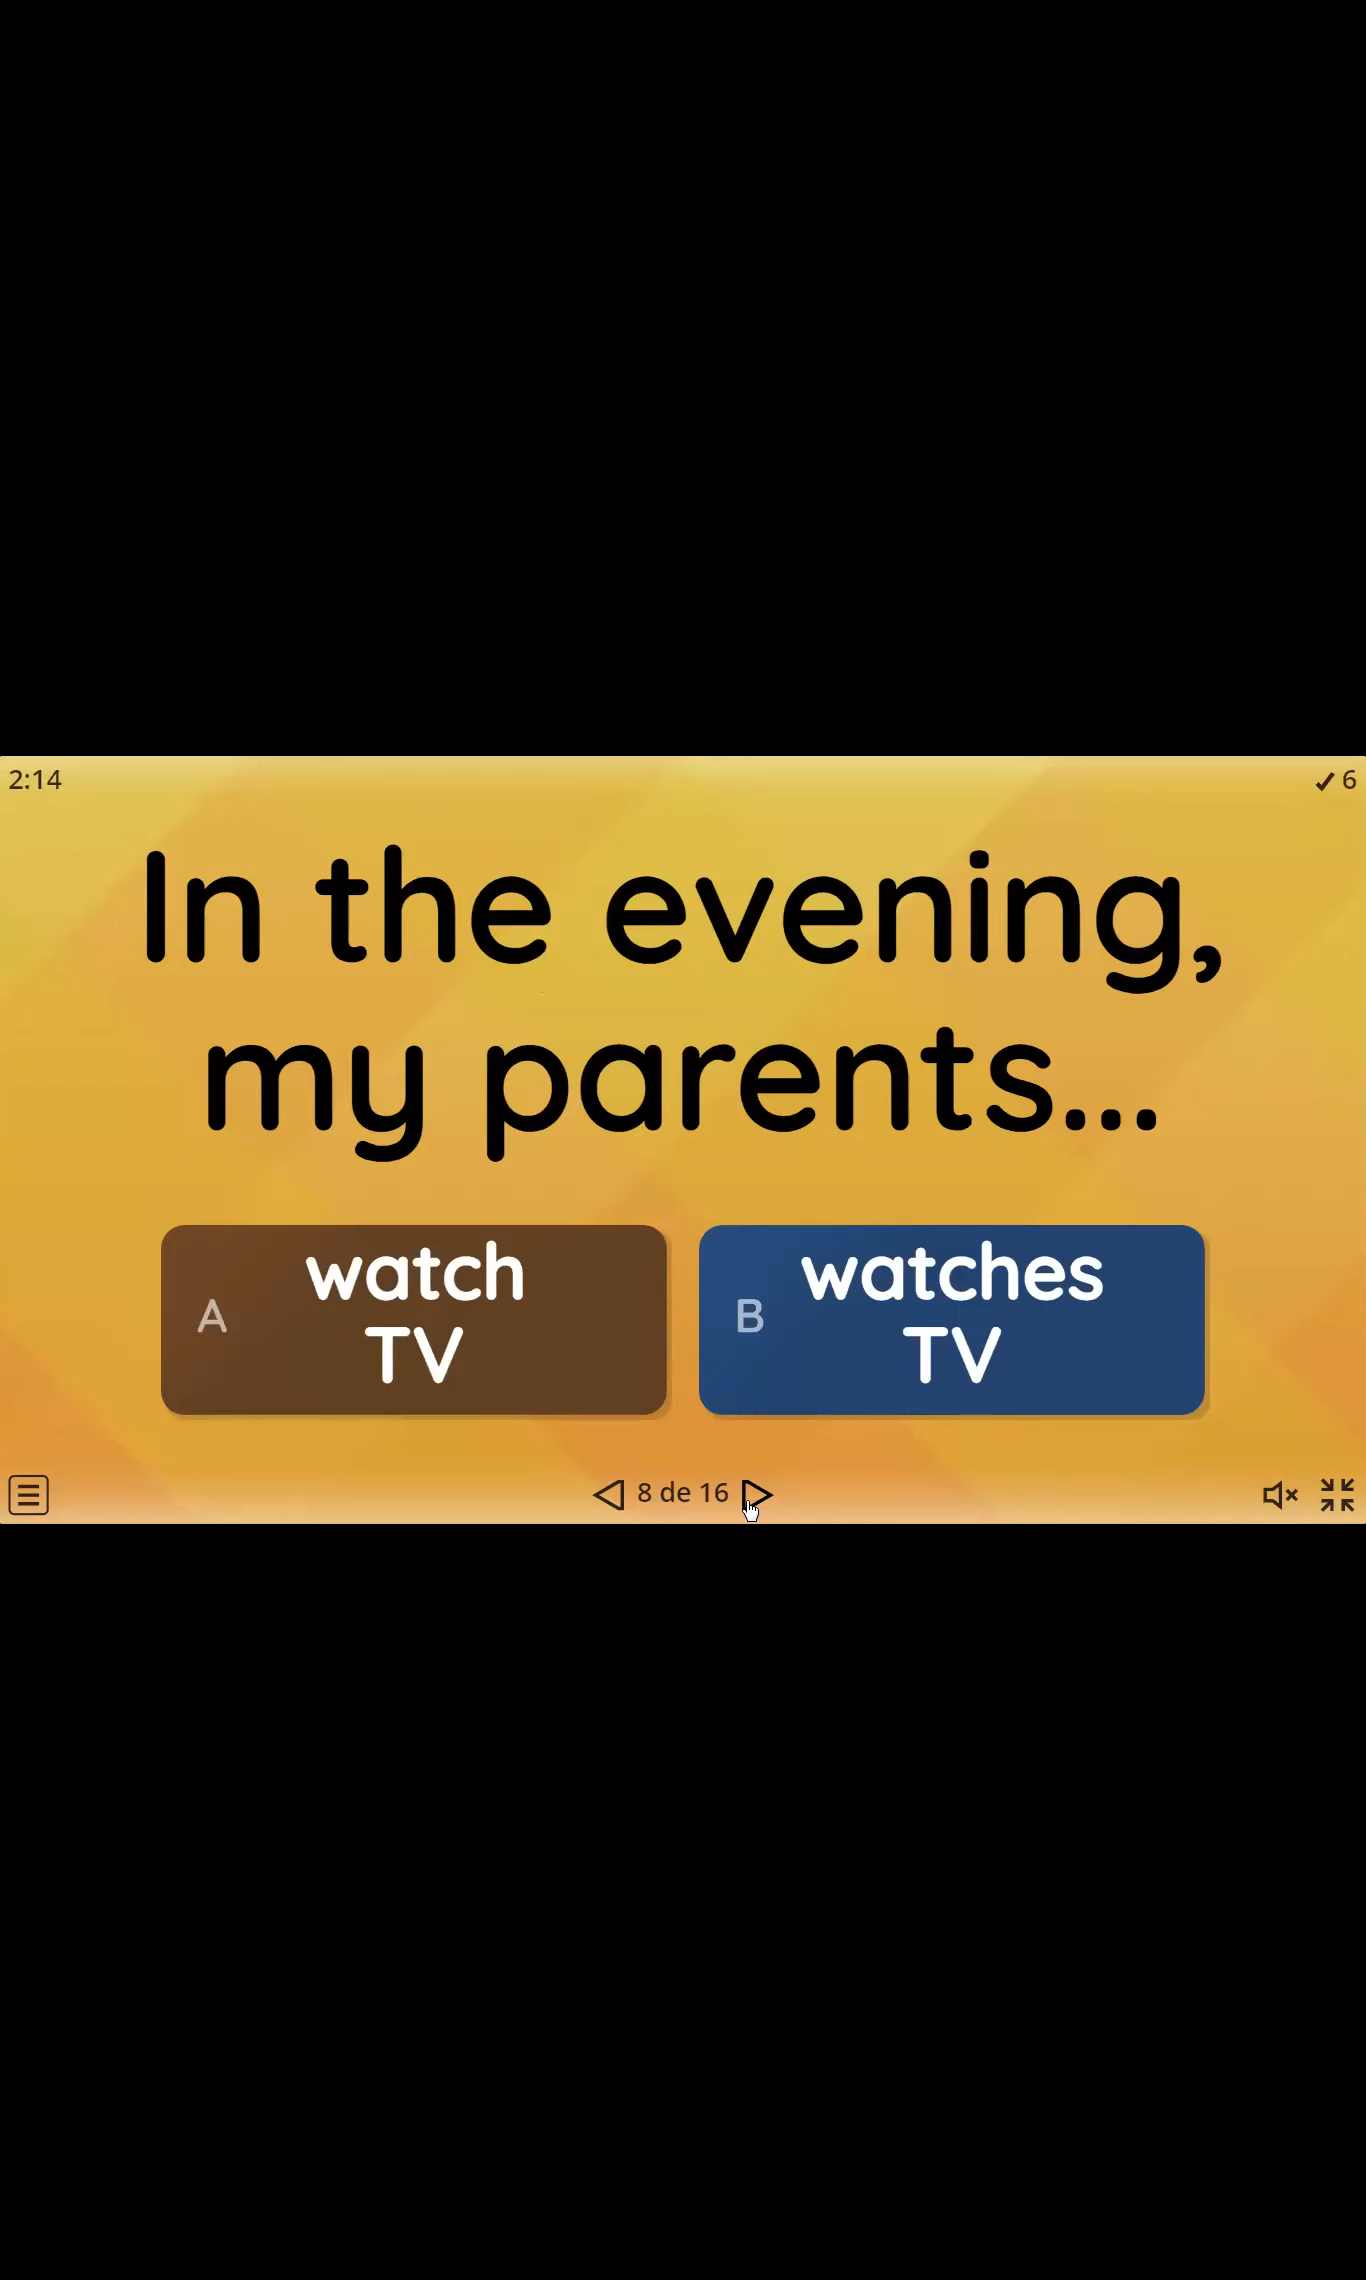 2:14
✓ 6
In the evening,
my parents...
A
watch
TV
B
watches
TV
8 de 16